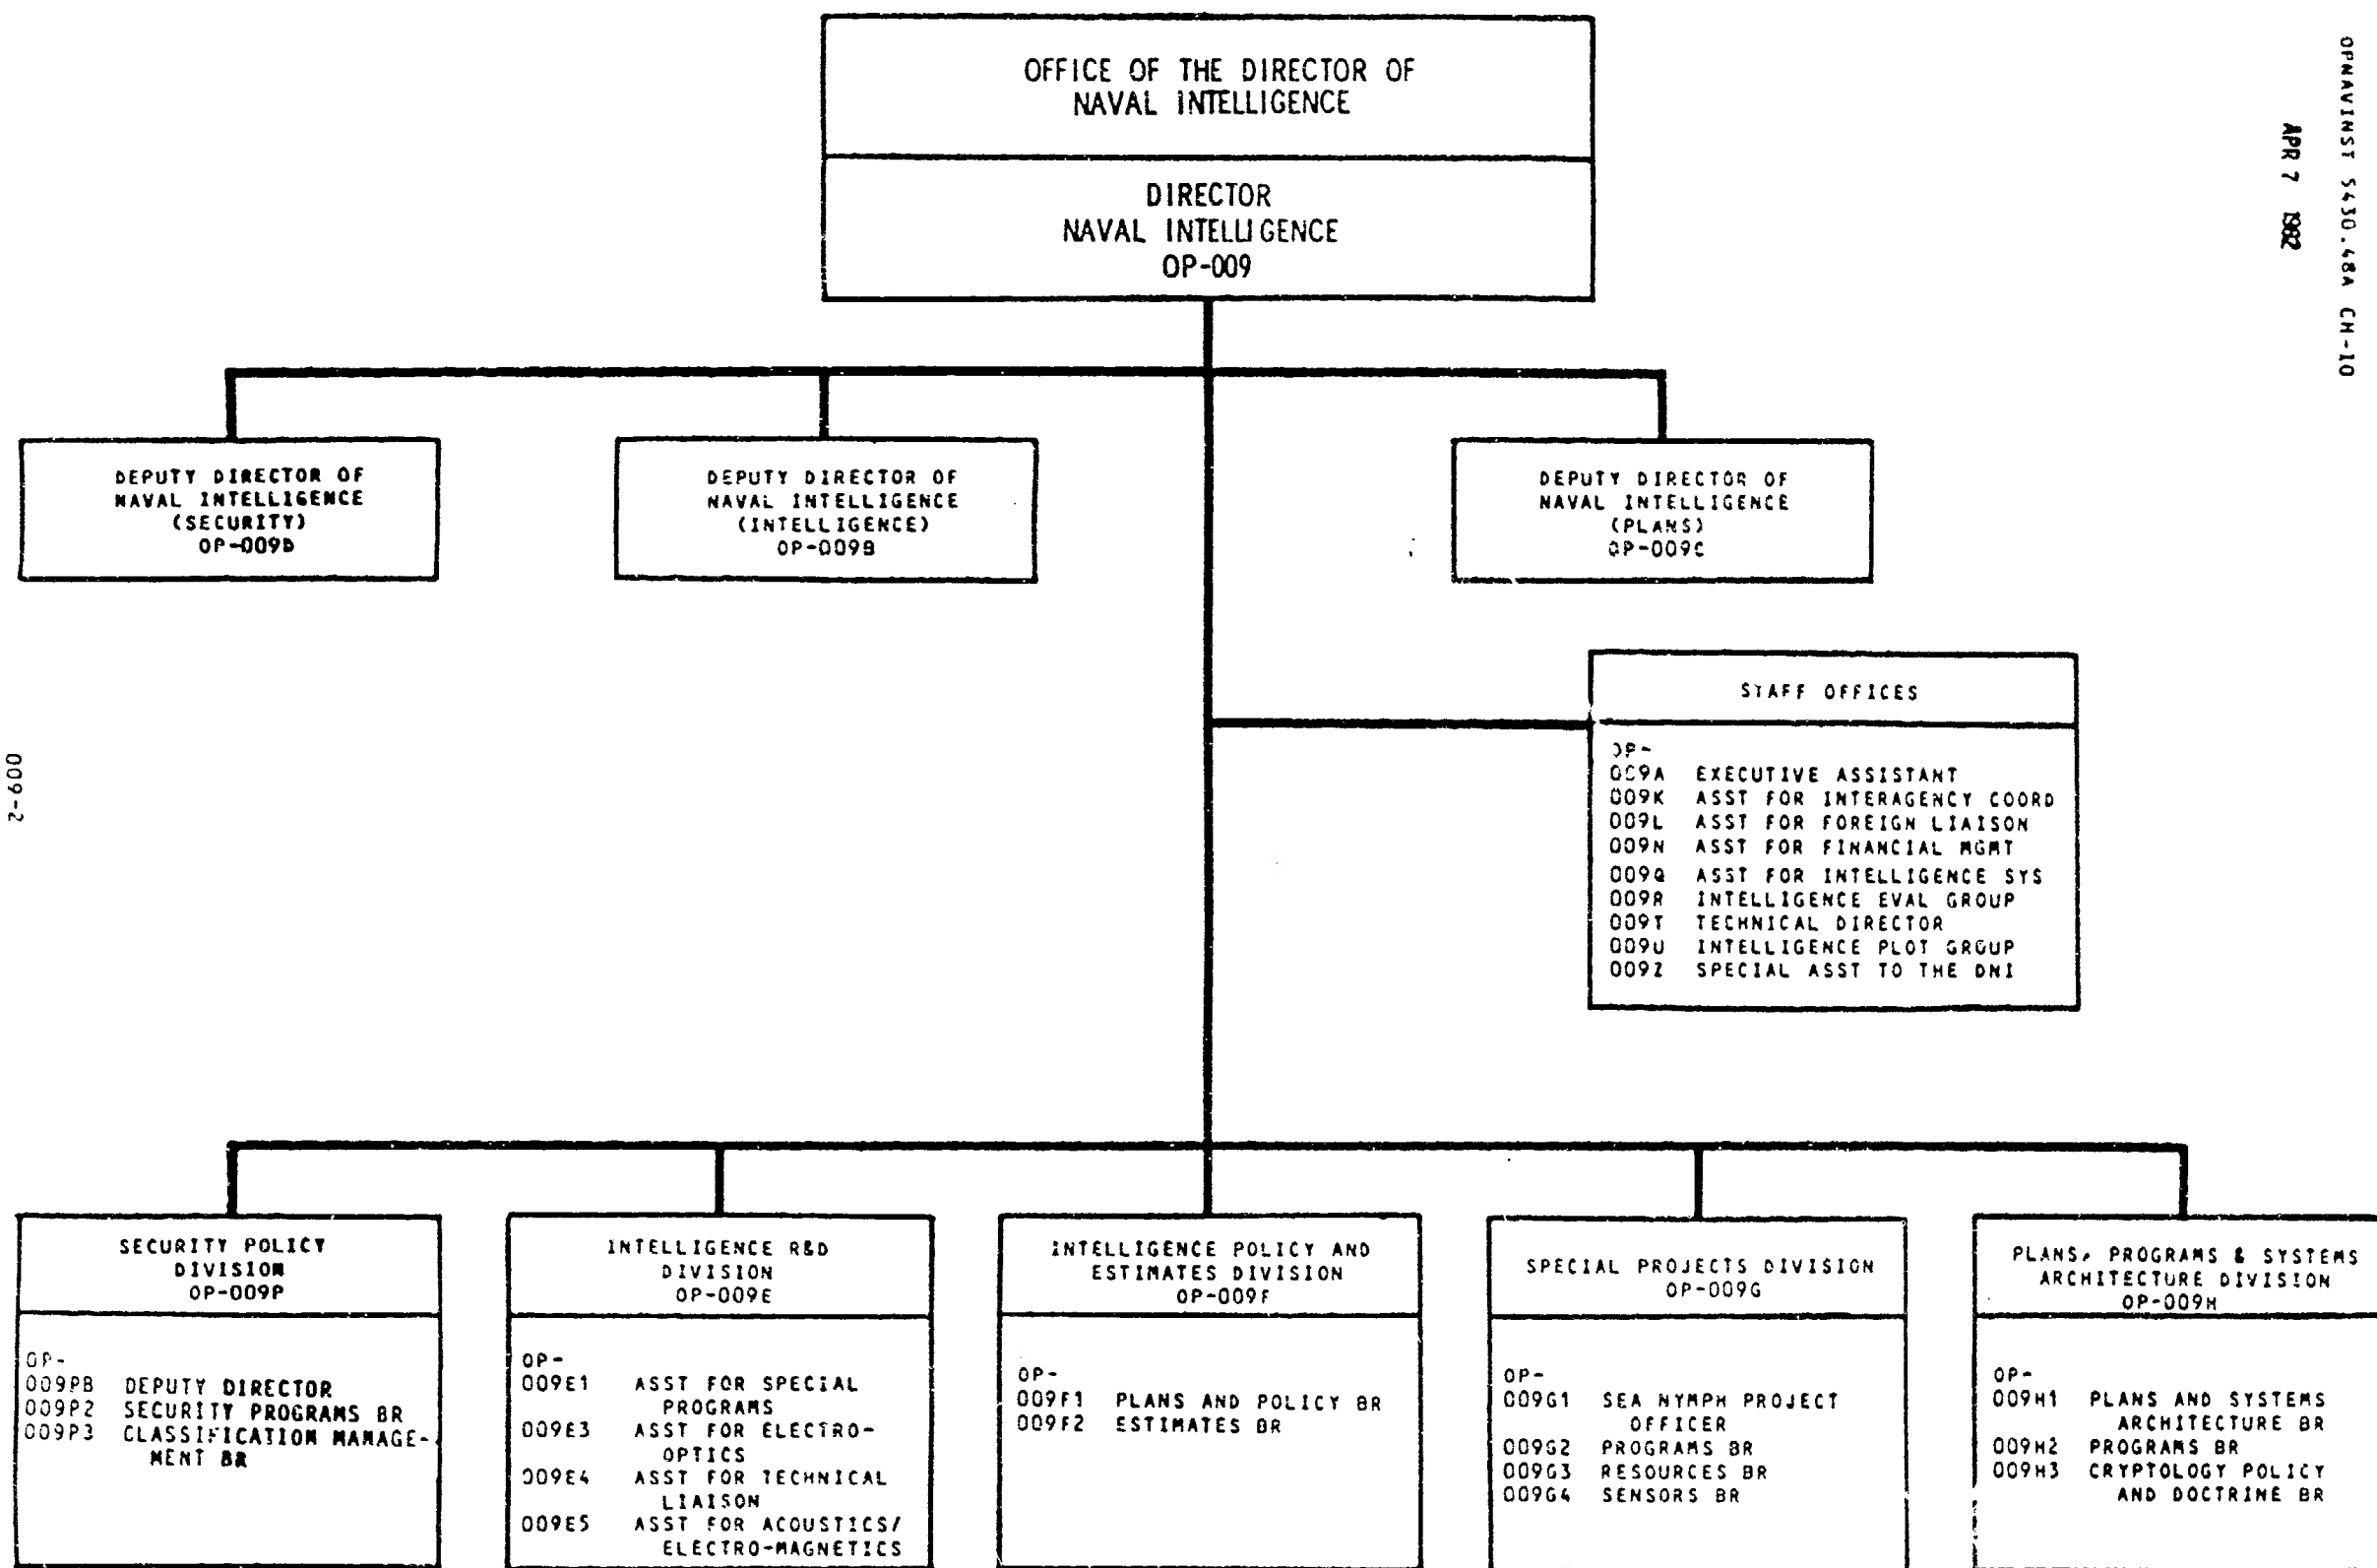 OPNAVINST 5430.48A CH-10
APR 7 1982
OFFICE OF THE DIRECTOR OF
NAVAL INTELLIGENCE
DIRECTOR
NAVAL INTELLIGENCE
OP-009
DEPUTY DIRECTOR OF
NAVAL INTELLIGENCE
(SECURITY)
OP-009D
DEPUTY DIRECTOR OF
NAVAL INTELLIGENCE
(INTELLIGENCE)
OP-009B
DEPUTY DIRECTOR OF
NAVAL INTELLIGENCE
(PLANS)
OP-009C
STAFF OFFICES
OP-
009A EXECUTIVE ASSISTANT
009K ASST FOR INTERAGENCY COORD
009L ASST FOR FOREIGN LIAISON
009N ASST FOR FINANCIAL MGMT
009Q ASST FOR INTELLIGENCE SYS
009R INTELLIGENCE EVAL GROUP
009T TECHNICAL DIRECTOR
009U INTELLIGENCE PLOT GROUP
009Z SPECIAL ASST TO THE DNI
009-2
SECURITY POLICY
DIVISION
OP-009P
OP-
009PB DEPUTY DIRECTOR
009P2 SECURITY PROGRAMS BR
009P3 CLASSIFICATION MANAGE-
MENT BR
INTELLIGENCE R&D
DIVISION
OP-009E
OP-
009E1 ASST FOR SPECIAL
PROGRAMS
009E3 ASST FOR ELECTRO-
OPTICS
009E4 ASST FOR TECHNICAL
LIAISON
009E5 ASST FOR ACOUSTICS/
ELECTRO-MAGNETICS
INTELLIGENCE POLICY AND
ESTIMATES DIVISION
OP-009F
OP-
009F1 PLANS AND POLICY BR
009F2 ESTIMATES BR
SPECIAL PROJECTS DIVISION
OP-009G
OP-
009G1 SEA NYMPH PROJECT
OFFICER
009G2 PROGRAMS BR
009G3 RESOURCES BR
009G4 SENSORS BR
PLANS, PROGRAMS & SYSTEMS
ARCHITECTURE DIVISION
OP-009H
OP-
009H1 PLANS AND SYSTEMS
ARCHITECTURE BR
009H2 PROGRAMS BR
009H3 CRYPTOLOGY POLICY
AND DOCTRINE BR